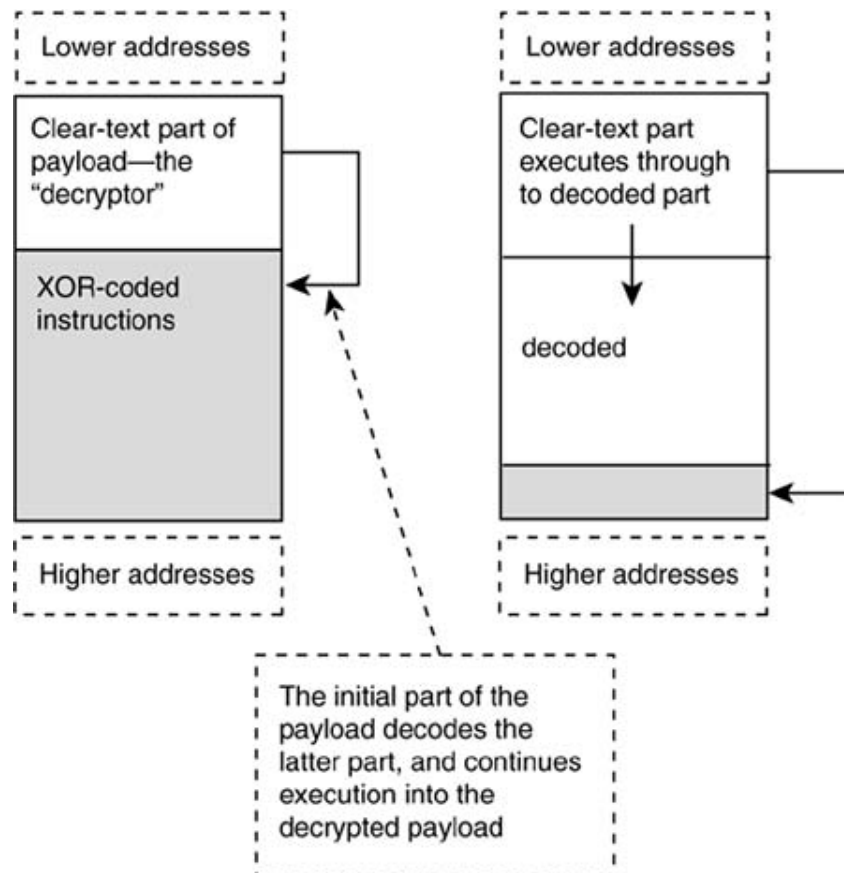 Lower addresses
Clear-text part of
payload—the
“decryptor”
XOR-coded
instructions
Higher addresses
Lower addresses
Clear-text part
executes through
to decoded part
decoded
Higher addresses
The initial part of the
payload decodes the
latter part, and continues
execution into the
decrypted payload